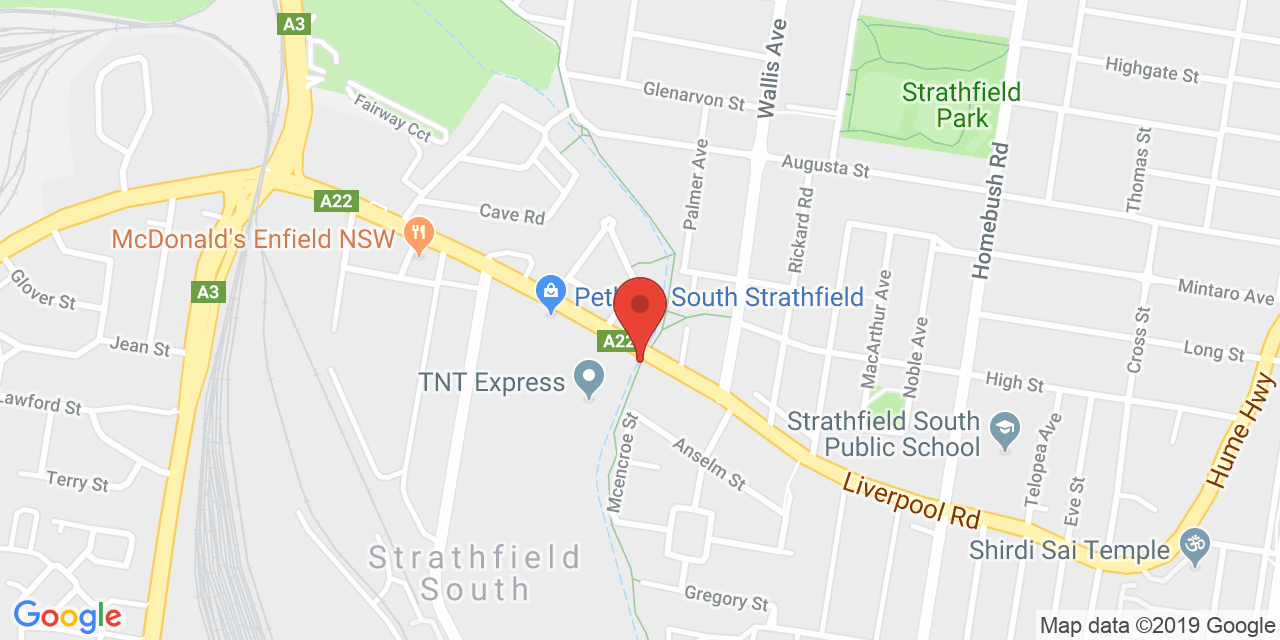 A3
Highgate St
Wallis Ave
Glenarvon St
Strathfield
Park
Fairway Cct
Homebush Rd
Thomas St
Palmer Ave
Augusta St
A22
Cave Rd
Rickard Rd
McDonald's Enfield NSW
Glover St
A3
South Strathfield
Mintaro Ave
MacArthur Ave
Noble Ave
Cross St
Jean St
A22
Long St
TNT Express
High St
Lawford St
Hume Hwy
Strathfield South
Public School
Mcencroe St
Anselm St
Telopea Ave
Terry St
Liverpool Rd
Eve St
Strathfield
South
Shirdi Sai Temple
Gregory St
Google
Map data ©2019 Google